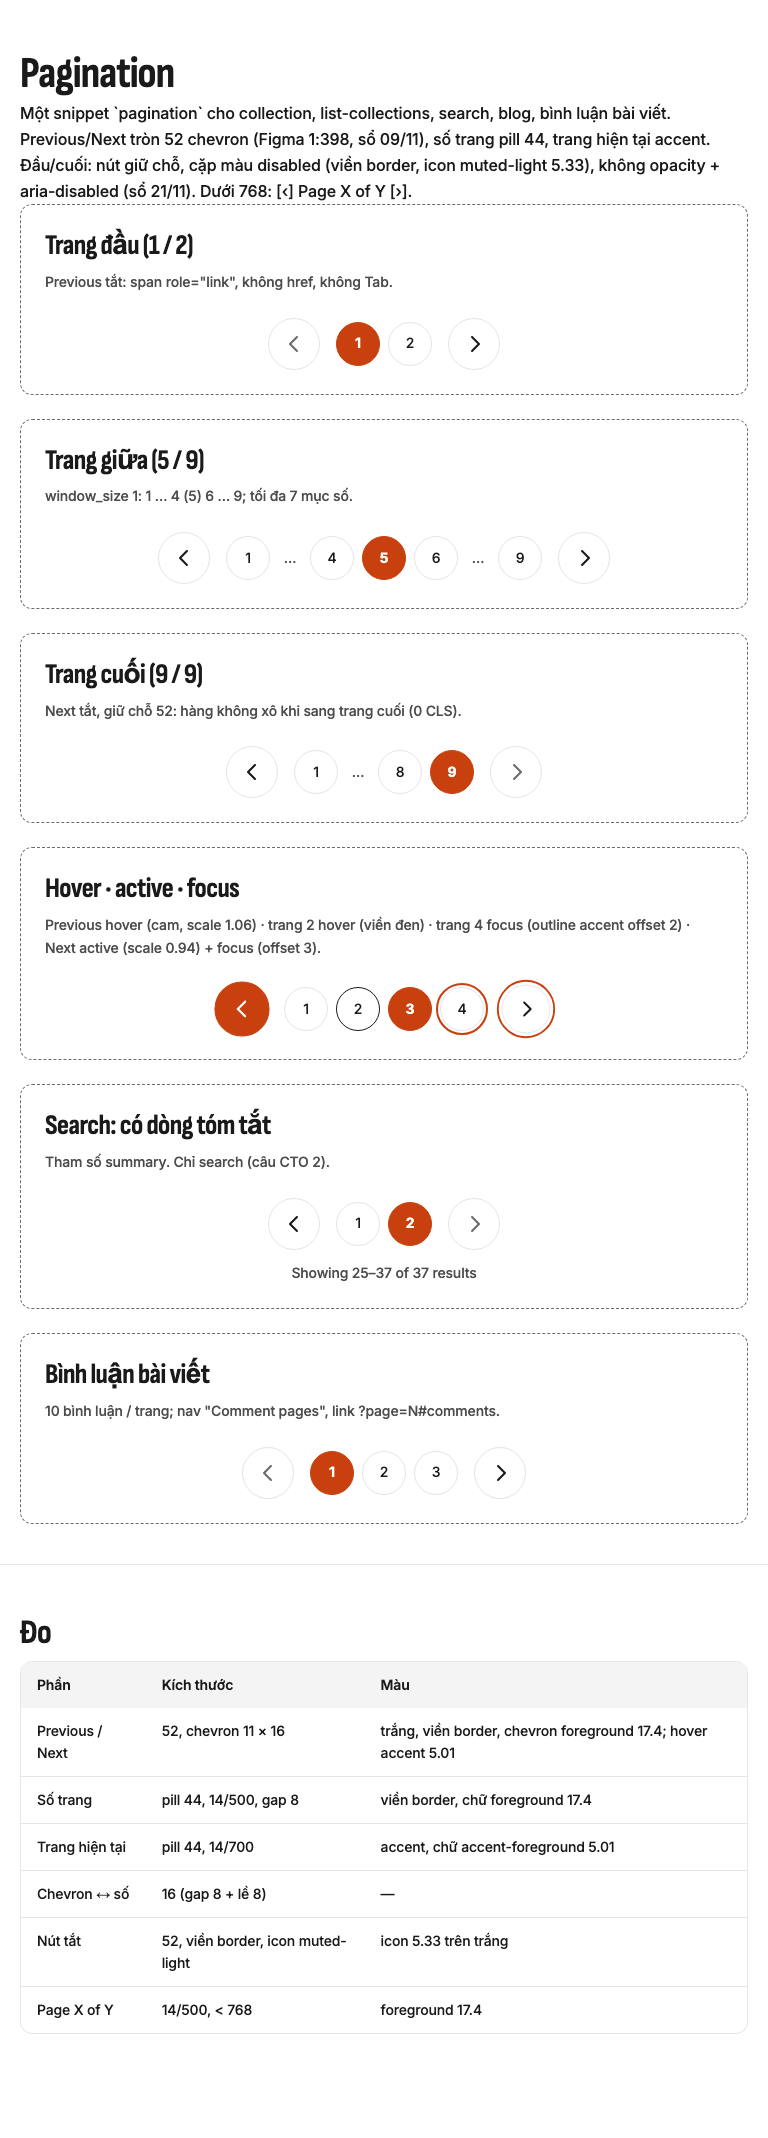 Pagination
Một snippet `pagination` cho collection, list-collections, search, blog, bình luận bài viết.
Previous/Next tròn 52 chevron (Figma 1:398, sổ 09/11), số trang pill 44, trang hiện tại accent.
Đầu/cuối: nút giữ chỗ, cặp màu disabled (viền border, icon muted-light 5.33), không opacity +
aria-disabled (sổ 21/11). Dưới 768: [‹] Page X of Y [›].
Trang đầu (1 / 2)
Previous tắt: span role="link", không href, không Tab.
1 2
Trang giữa (5 / 9)
window_size 1: 1 … 4 (5) 6 … 9; tối đa 7 mục số.
1 … 4 5 6 … 9
Trang cuối (9 / 9)
Next tắt, giữ chỗ 52: hàng không xô khi sang trang cuối (0 CLS).
1 … 8 9
Hover · active · focus
Previous hover (cam, scale 1.06) · trang 2 hover (viền đen) · trang 4 focus (outline accent offset 2) ·
Next active (scale 0.94) + focus (offset 3).
1 2 3 4
Search: có dòng tóm tắt
Tham số summary. Chỉ search (câu CTO 2).
1 2
Showing 25–37 of 37 results
Bình luận bài viết
10 bình luận / trang; nav "Comment pages", link ?page=N#comments.
1 2 3
Đo
Phần Kích thước Màu
Previous / 52, chevron 11 × 16 trắng, viền border, chevron foreground 17.4; hover
Next accent 5.01
Số trang pill 44, 14/500, gap 8 viền border, chữ foreground 17.4
Trang hiện tại pill 44, 14/700 accent, chữ accent-foreground 5.01
Chevron ↔ số 16 (gap 8 + lề 8) —
Nút tắt 52, viền border, icon muted- icon 5.33 trên trắng
light
Page X of Y 14/500, < 768 foreground 17.4